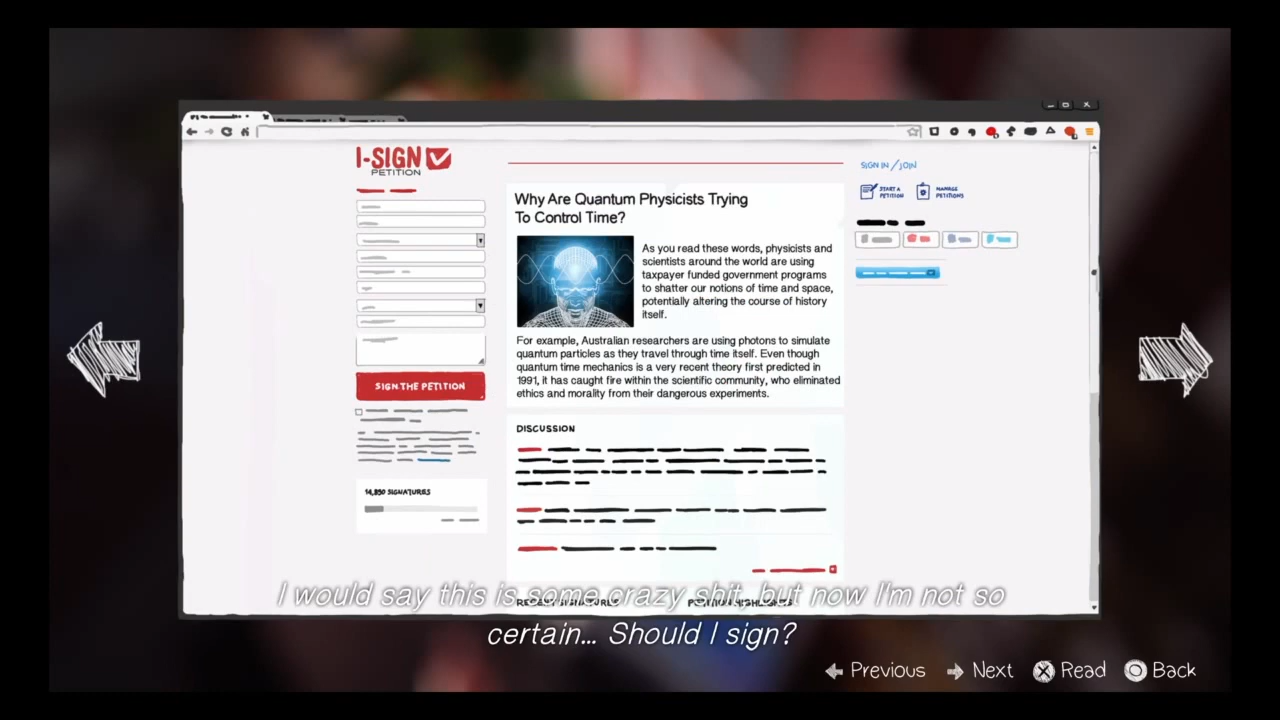 I-SIGN
PETITION
SIGN THE PETITION
14,850 SIGNATURES
Why Are Quantum Physicists Trying
To Control Time?
As you read these words, physicists and
scientists around the world are using
taxpayer funded government programs
to shatter our notions of time and space,
potentially altering the course of history
itself.
For example, Australian researchers are using photons to simulate
quantum particles as they travel through time itself. Even though
quantum time mechanics is a very recent theory first predicted in
1991, it has caught fire within the scientific community, who eliminated
ethics and morality from their dangerous experiments.
DISCUSSION
RECENT SIGNATURES
PETITION HIGHLIGHTS
SIGN IN / JOIN
START A
PETITION
MANAGE
PETITIONS
I would say this is some crazy shit, but now I'm not so
certain... Should I sign?
Previous
Next
Read
Back